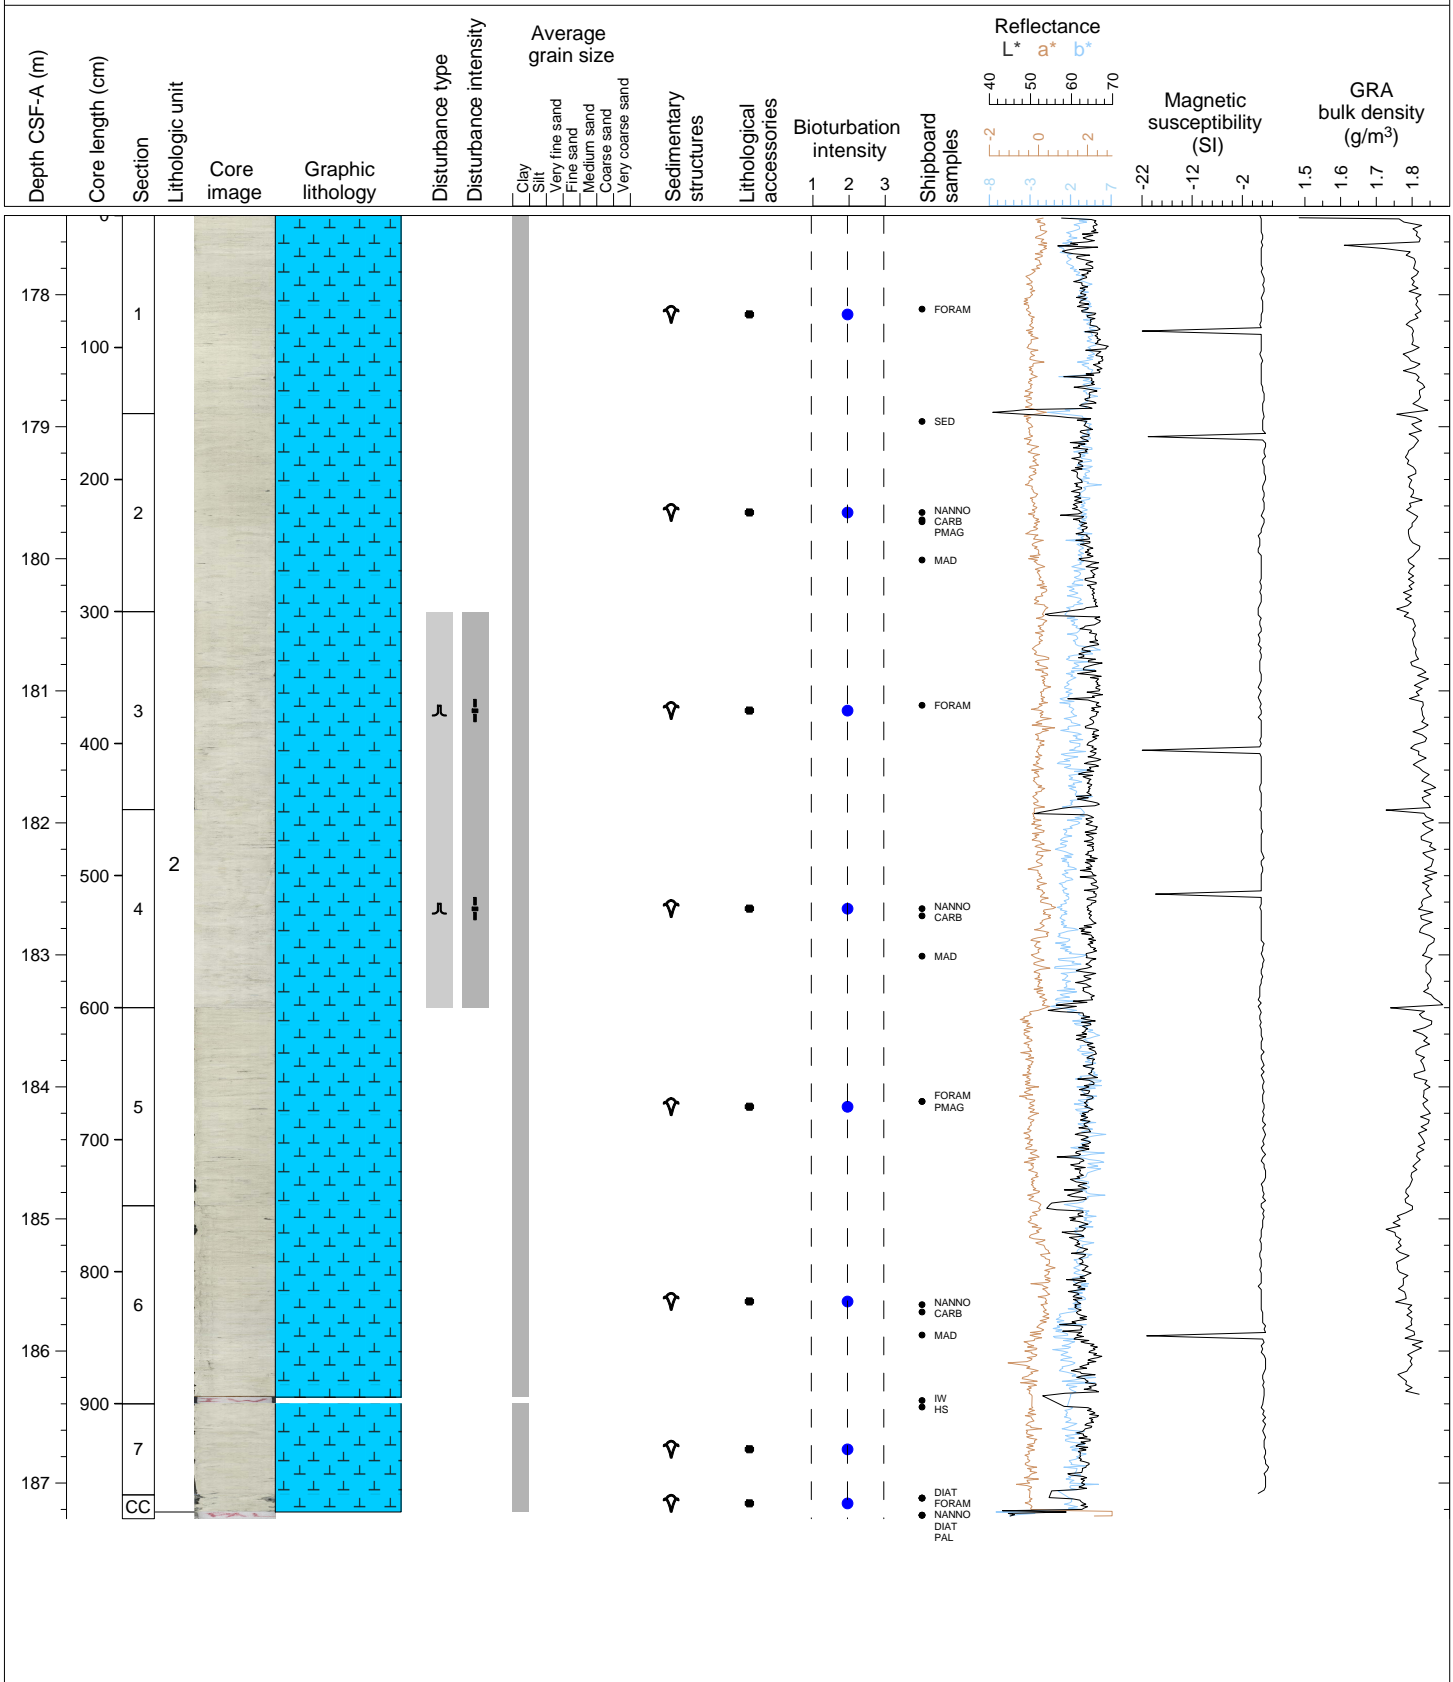 Depth CSF-A (m)
Core length (cm)
Section
Lithologic unit
Core
image
Graphic
lithology
Disturbance type
Disturbance intensity
Average
grain size
Clay
Silt
Very fine sand
Fine sand
Medium sand
Coarse sand
Very coarse sand
Sedimentary
structures
Lithological
accessories
Bioturbation
intensity
1 2 3
Shipboard
samples
Reflectance
L* a* b*
40 50 60 70
-2 0 2
-8 -3 2 7
Magnetic
susceptibility
(SI)
-22 -12 -2
GRA
bulk density
(g/m3)
1.5 1.6 1.7 1.8
0
178
1
FORAM
100
179
SED
200
2
NANNO
CARB
PMAG
180
MAD
300
181
3
FORAM
400
182
2
500
4
NANNO
CARB
183
MAD
600
184
FORAM
5
PMAG
700
185
800
6
NANNO
CARB
MAD
186
IW
900
HS
7
187
DIAT
CC
FORAM
NANNO
DIAT
PAL